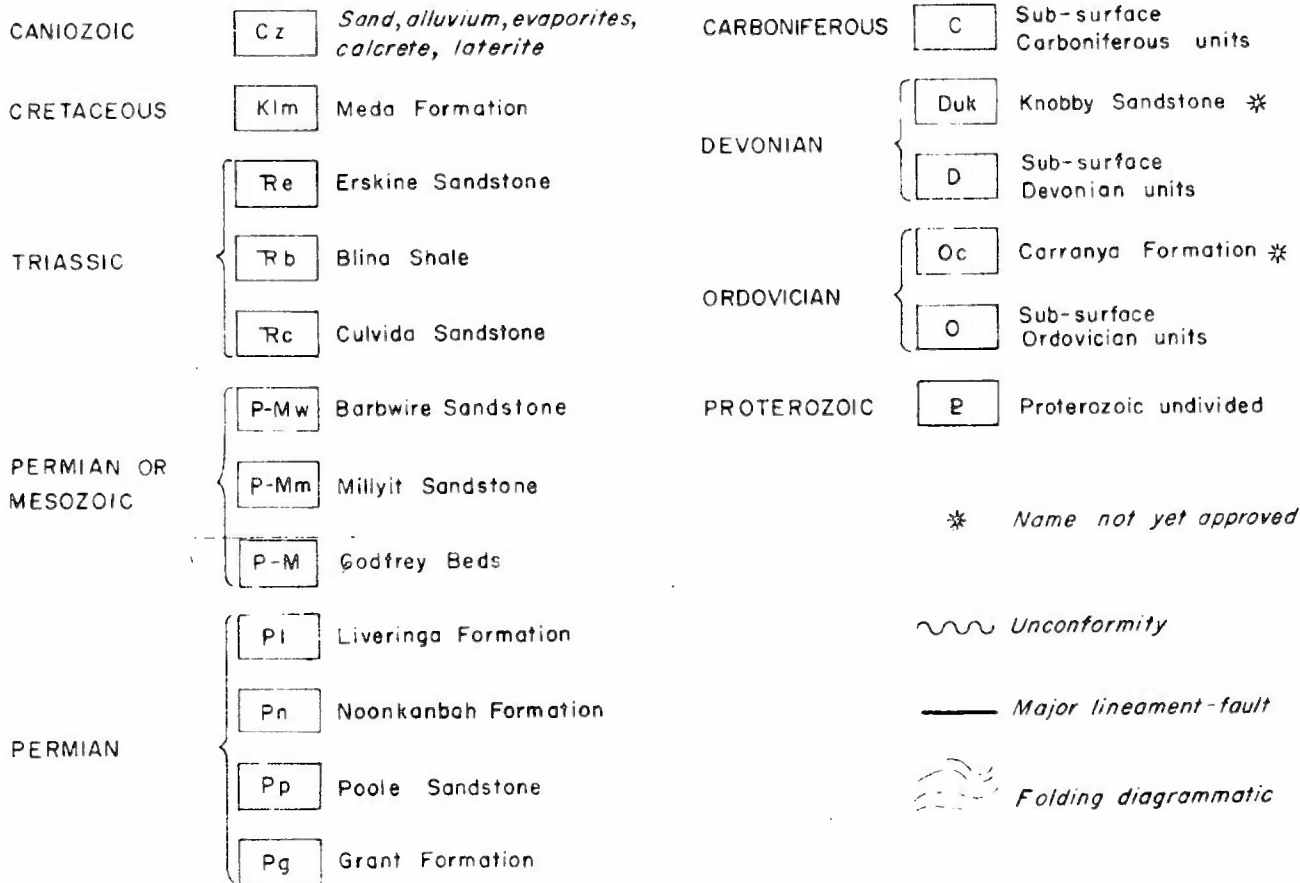 CANIOZOIC
Cz
Sand, alluvium, evaporites,
calcrete, laterite
CRETACEOUS
Klm
Meda Formation
TRIASSIC
Ꞧe
Erskine Sandstone
Ꞧb
Blina Shale
Ꞧc
Culvida Sandstone
PERMIAN OR
MESOZOIC
P-Mw
Barbwire Sandstone
P-Mm
Millyit Sandstone
P-M
Godfrey Beds
PERMIAN
Pl
Liveringa Formation
Pn
Noonkanbah Formation
Pp
Poole Sandstone
Pg
Grant Formation
CARBONIFEROUS
C
Sub-surface
Carboniferous units
DEVONIAN
Duk
Knobby Sandstone *
D
Sub-surface
Devonian units
ORDOVICIAN
Oc
Carranya Formation *
O
Sub-surface
Ordovician units
PROTEROZOIC
P
Proterozoic undivided
* Name not yet approved
Unconformity
Major lineament-fault
Folding diagrammatic